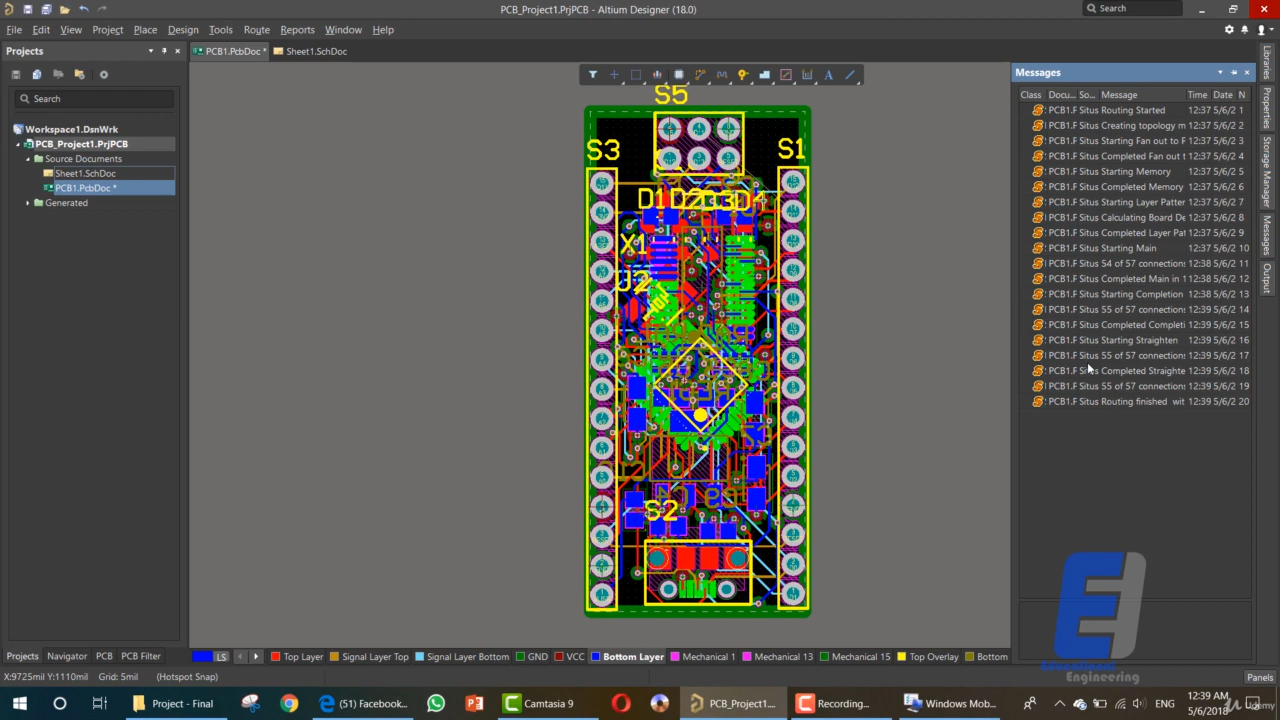 PCB_Project1.PrjPCB - Altium Designer (18.0)
Search
File Edit View Project Place Design Tools Route Reports Window Help
Projects
PCB1.PcbDoc *
Sheet1.SchDoc
Messages
Search
Class Docu... So... Message Time Date N
Workspace1.DsnWrk
PCB_Project1.PrjPCB
Source Documents
Sheet1.SchDoc
PCB1.PcbDoc *
Generated
: PCB1.F Situs Routing Started 12:37 5/6/2 1
: PCB1.F Situs Creating topology m 12:37 5/6/2 2
: PCB1.F Situs Starting Fan out to F 12:37 5/6/2 3
: PCB1.F Situs Completed Fan out t 12:37 5/6/2 4
: PCB1.F Situs Starting Memory 12:37 5/6/2 5
: PCB1.F Situs Completed Memory 12:37 5/6/2 6
: PCB1.F Situs Starting Layer Patter 12:37 5/6/2 7
: PCB1.F Situs Calculating Board De 12:37 5/6/2 8
: PCB1.F Situs Completed Layer Pat 12:37 5/6/2 9
: PCB1.F Situs Starting Main 12:37 5/6/2 10
: PCB1.F Situs 54 of 57 connection: 12:38 5/6/2 11
: PCB1.F Situs Completed Main in 12:38 5/6/2 12
: PCB1.F Situs Starting Completion 12:38 5/6/2 13
: PCB1.F Situs 55 of 57 connection: 12:38 5/6/2 14
: PCB1.F Situs Completed Completi 12:39 5/6/2 15
: PCB1.F Situs Starting Straighten 12:39 5/6/2 16
: PCB1.F Situs 55 of 57 connection: 12:39 5/6/2 17
: PCB1.F Situs Completed Straighte 12:39 5/6/2 18
: PCB1.F Situs 55 of 57 connection: 12:39 5/6/2 19
: PCB1.F Situs Routing finished wit 12:39 5/6/2 20
Libraries
Properties
Storage Manager
Messages
Output
S5
S3
S1
D1
D2
D3
D4
X1
U2
S2
Projects Navigator PCB PCB Filter
LS Top Layer Signal Layer Top Signal Layer Bottom GND VCC Bottom Layer Mechanical 1 Mechanical 13 Mechanical 15 Top Overlay Bottom
X:9725mil Y:1110mil Grid: 5mil (Hotspot Snap)
Panels
Engineering
Project - Final
(51) Facebook...
Camtasia 9
PCB_Project1....
Recording...
Windows Mob...
ENG
12:39 AM
5/6/2018